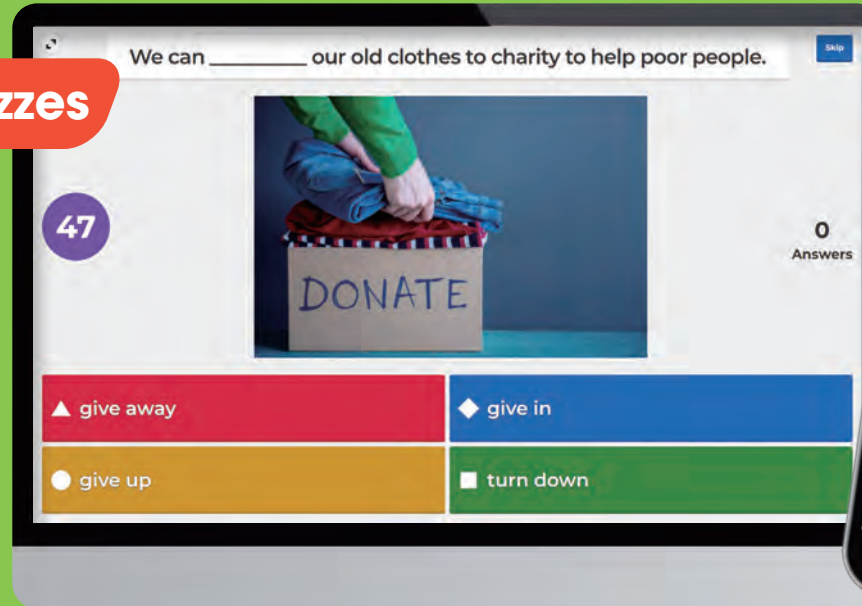 We can _________ our old clothes to charity to help poor people.
Skip
zzes
47
DONATE
0
Answers
give away
give in
give up
turn down